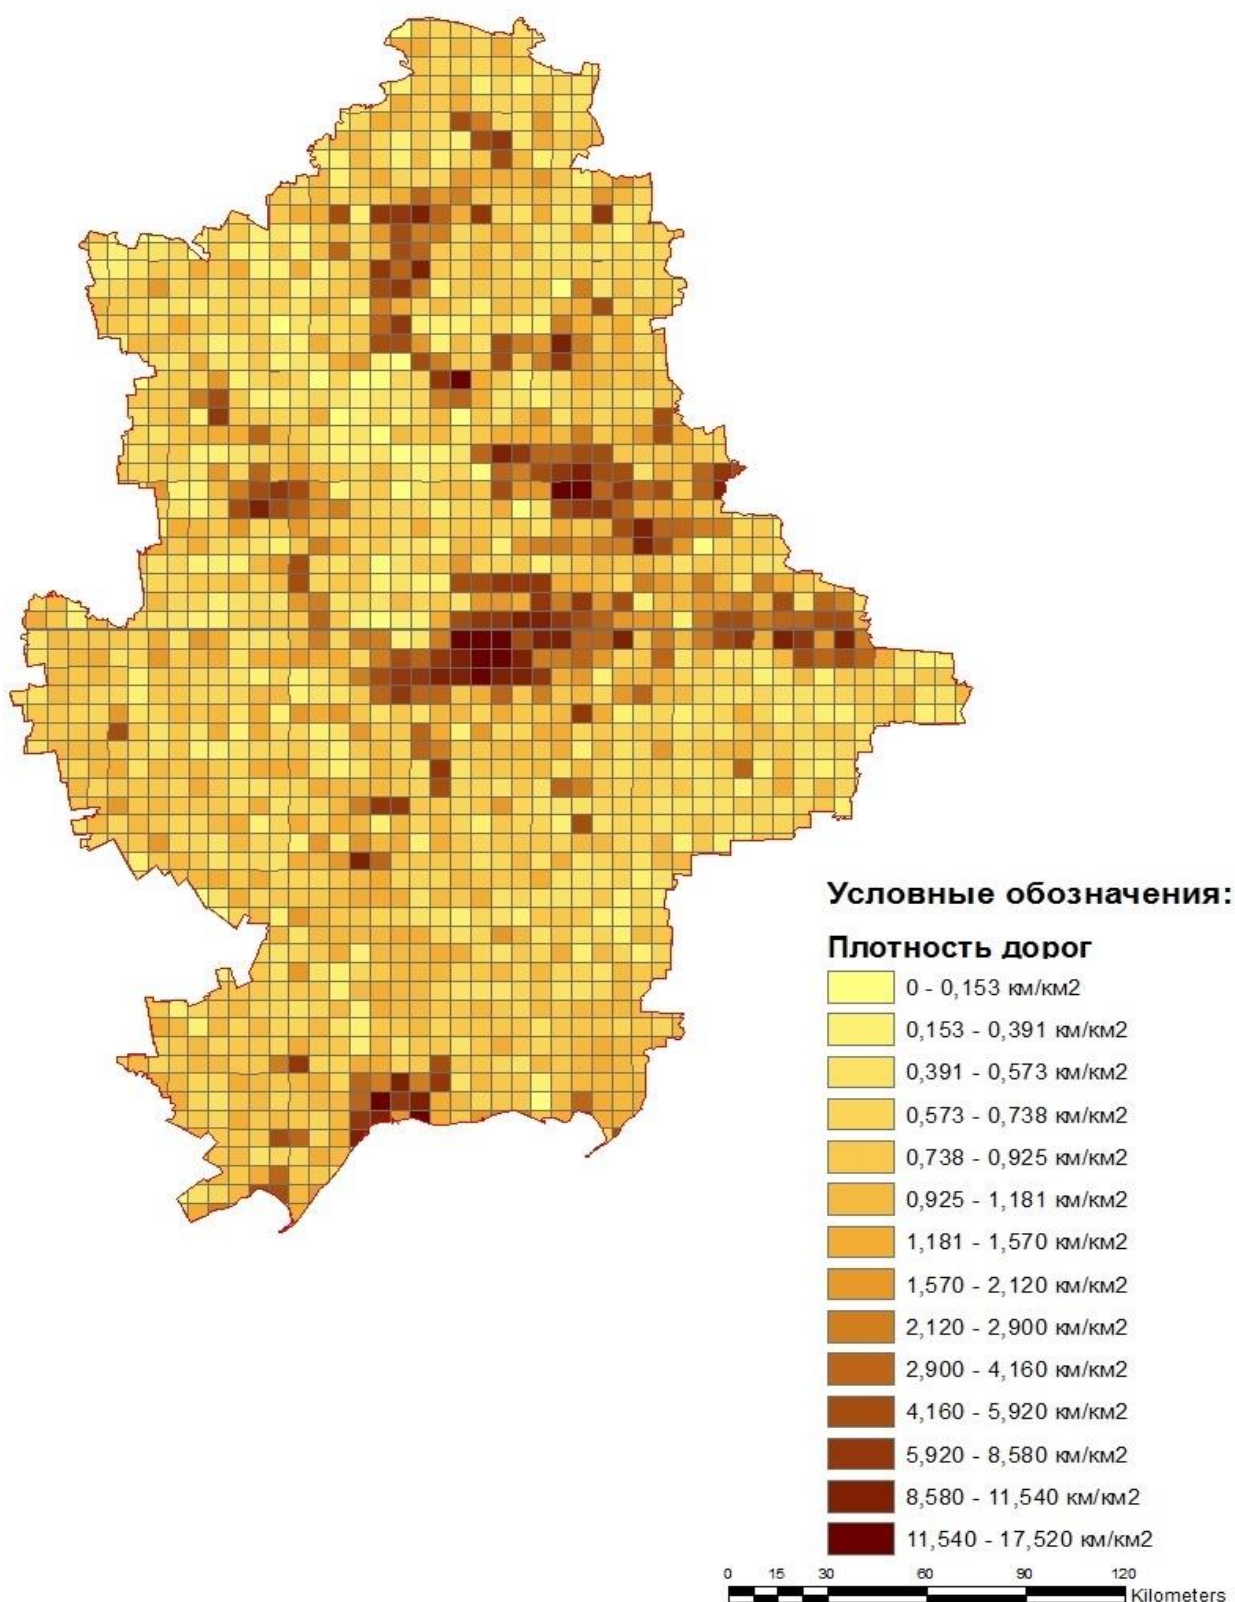 Условные обозначения:
Плотность дорог
0 - 0,153 км/км2
0,153 - 0,391 км/км2
0,391 - 0,573 км/км2
0,573 - 0,738 км/км2
0,738 - 0,925 км/км2
0,925 - 1,181 км/км2
1,181 - 1,570 км/км2
1,570 - 2,120 км/км2
2,120 - 2,900 км/км2
2,900 - 4,160 км/км2
4,160 - 5,920 км/км2
5,920 - 8,580 км/км2
8,580 - 11,540 км/км2
11,540 - 17,520 км/км2
0 15 30 60 90 120
Kilometers